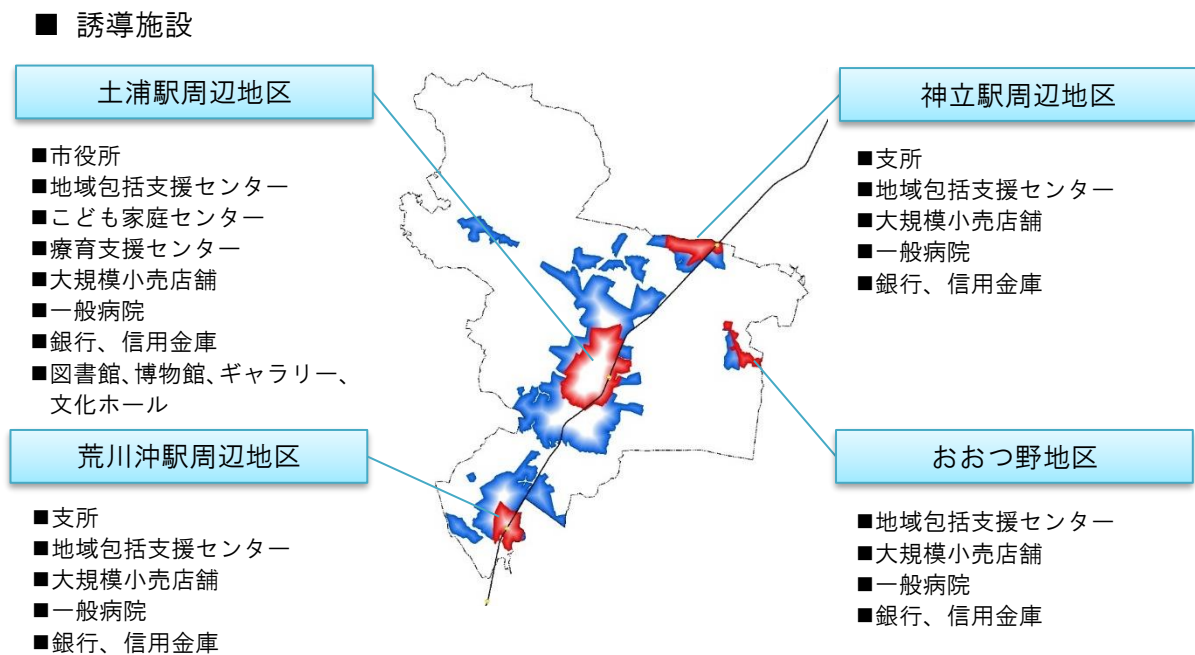 ■ 誘導施設
土浦駅周辺地区
■市役所
■地域包括支援センター
■こども家庭センター
■療育支援センター
■大規模小売店舗
■一般病院
■銀行、信用金庫
■図書館、博物館、ギャラリー、
文化ホール
神立駅周辺地区
■支所
■地域包括支援センター
■大規模小売店舗
■一般病院
■銀行、信用金庫
荒川沖駅周辺地区
■支所
■地域包括支援センター
■大規模小売店舗
■一般病院
■銀行、信用金庫
おおつ野地区
■地域包括支援センター
■大規模小売店舗
■一般病院
■銀行、信用金庫